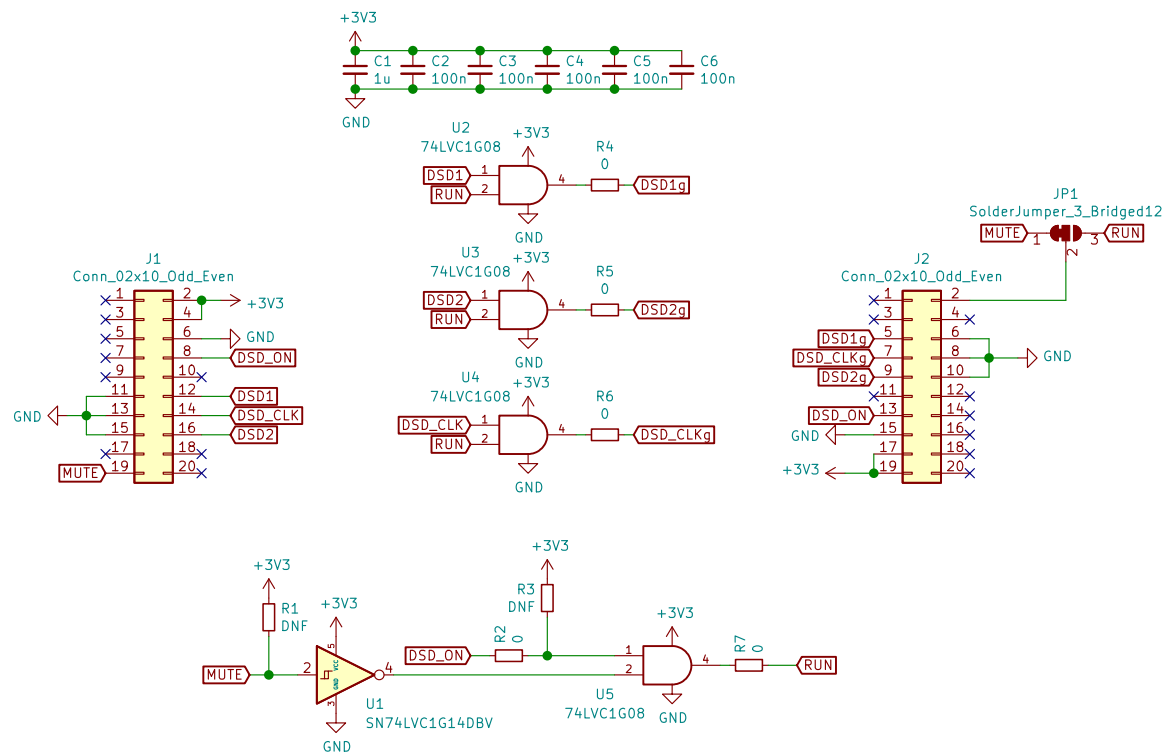 +3V3
C1
1u
C2
100n
C3
100n
C4
100n
C5
100n
C6
100n
GND
U2
74LVC1G08
+3V3
DSD1
1
RUN
2
4
R4
0
DSD1g
GND
U3
74LVC1G08
+3V3
DSD2
1
RUN
2
4
R5
0
DSD2g
GND
U4
74LVC1G08
+3V3
DSD_CLK
1
RUN
2
4
R6
0
DSD_CLKg
GND
JP1
SolderJumper_3_Bridged12
MUTE
1
2
3
RUN
J1
Conn_02x10_Odd_Even
1
2
+3V3
3
4
5
6
GND
7
8
DSD_ON
9
10
11
12
DSD1
GND
13
14
DSD_CLK
15
16
DSD2
17
18
MUTE
19
20
J2
Conn_02x10_Odd_Even
1
2
3
4
DSD1g
5
6
DSD_CLKg
7
8
GND
DSD2g
9
10
11
12
DSD_ON
13
14
GND
15
16
17
18
+3V3
19
20
+3V3
R1
DNF
MUTE
+3V3
2
5
VCC
GND
3
4
U1
SN74LVC1G14DBV
GND
+3V3
R3
DNF
DSD_ON
R2
0
1
2
+3V3
4
U5
74LVC1G08
GND
R7
0
RUN